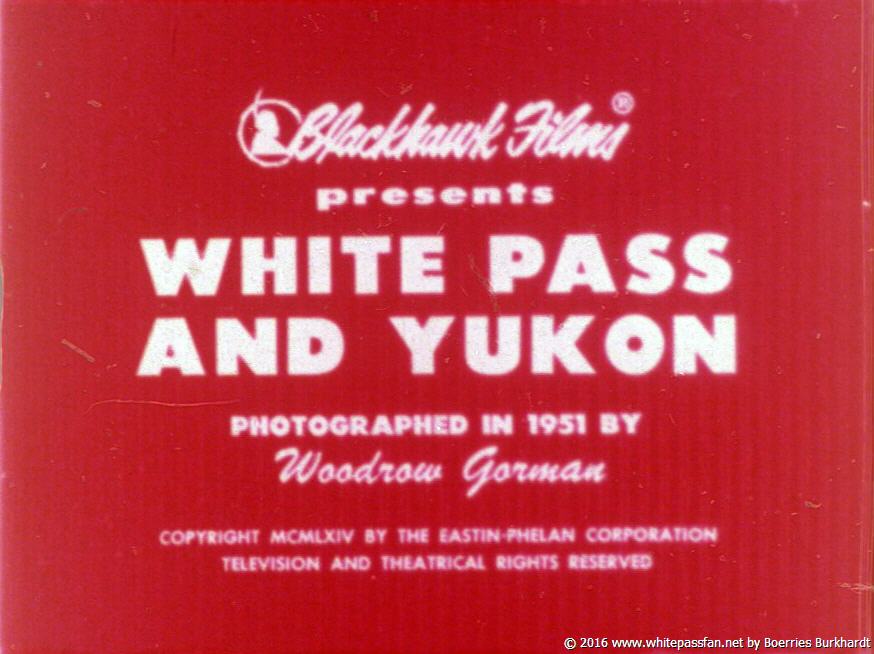 Blackhawk Films®
presents
WHITE PASS
AND YUKON
PHOTOGRAPHED IN 1951 BY
Woodrow Gorman
COPYRIGHT MCMLXIV BY THE EASTIN-PHELAN CORPORATION
TELEVISION AND THEATRICAL RIGHTS RESERVED
© 2016 www.whitepassfan.net by Boerries Burkhardt